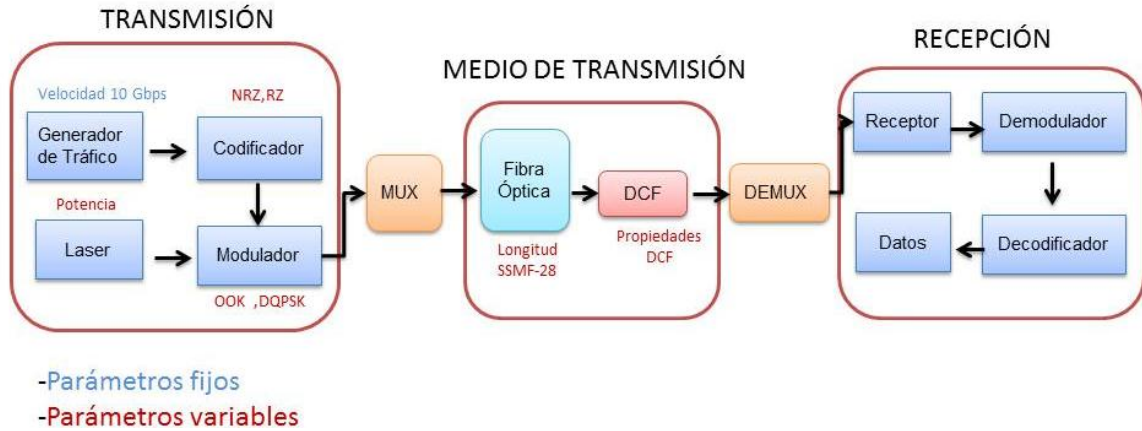 TRANSMISIÓN
Velocidad 10 Gbps
NRZ,RZ
Generador
de Tráfico
Codificador
Potencia
Laser
Modulador
OOK ,DQPSK
MUX
MEDIO DE TRANSMISIÓN
Fibra
Óptica
DCF
Longitud
SSMF-28
Propiedades
DCF
DEMUX
RECEPCIÓN
Receptor
Demodulador
Datos
Decodificador
-Parámetros fijos
-Parámetros variables